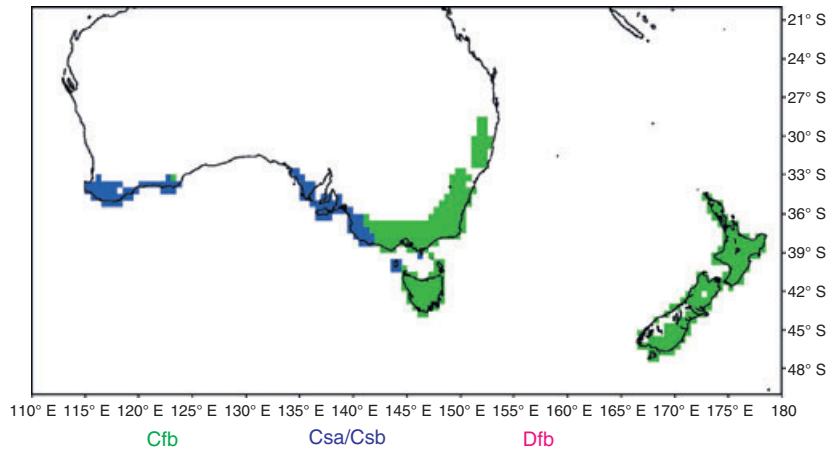 21° S
24° S
27° S
30° S
33° S
36° S
39° S
42° S
45° S
48° S
110° E 115° E 120° E 125° E 130° E 135° E 140° E 145° E 150° E 155° E 160° E 165° E 170° E 175° E 180
Cfb Csa/Csb Dfb